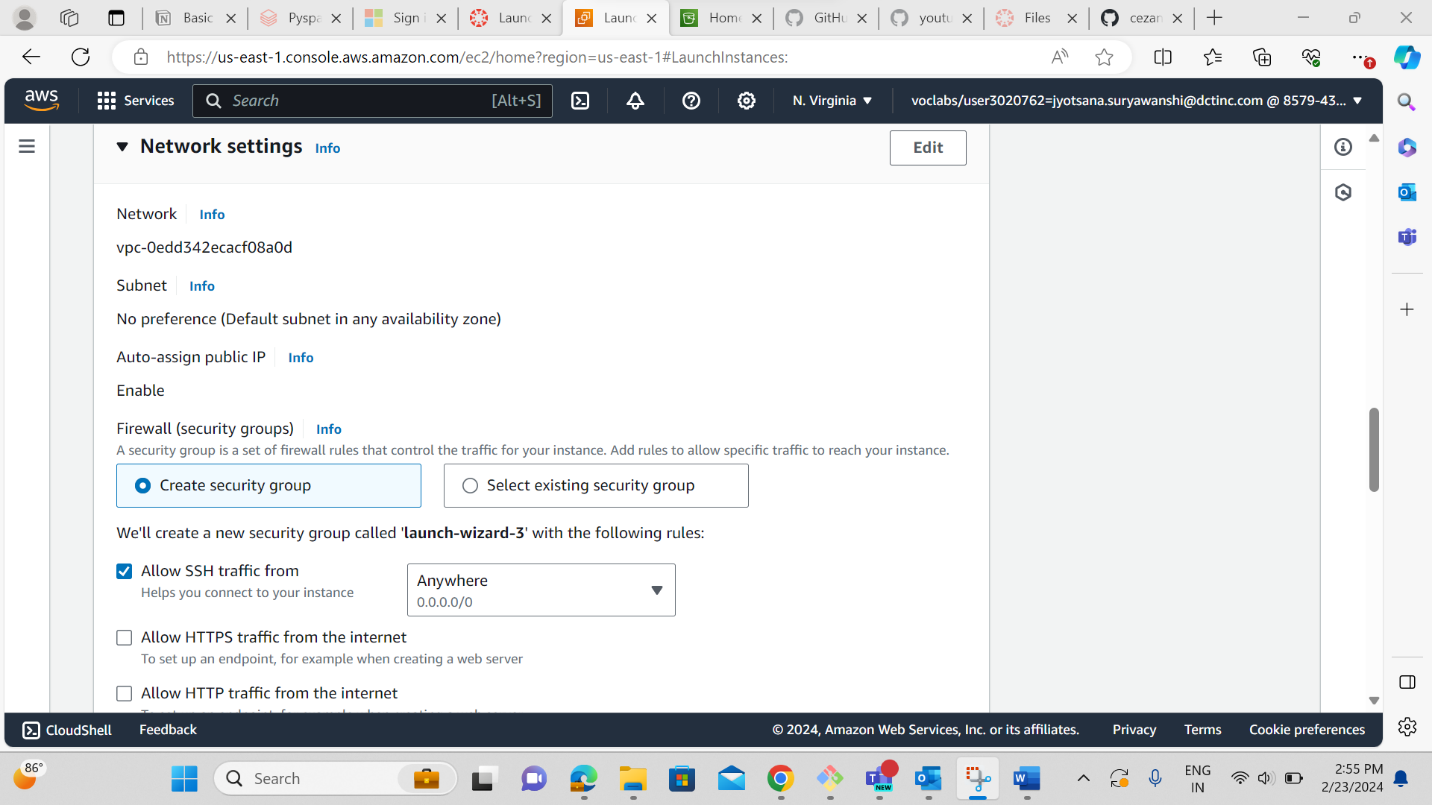 Basic
Pyspa
Sign i
Launc
Launc
Home
GitHu
youtu
Files
cezan
https://us-east-1.console.aws.amazon.com/ec2/home?region=us-east-1#LaunchInstances:
aws
Services
Search
[Alt+S]
N. Virginia
voclabs/user3020762=jyotsana.suryawanshi@dctinc.com @ 8579-43...
Network settings Info
Edit
Network Info
vpc-0edd342ecacf08a0d
Subnet Info
No preference (Default subnet in any availability zone)
Auto-assign public IP Info
Enable
Firewall (security groups) Info
A security group is a set of firewall rules that control the traffic for your instance. Add rules to allow specific traffic to reach your instance.
Create security group
Select existing security group
We'll create a new security group called 'launch-wizard-3' with the following rules:
Allow SSH traffic from
Helps you connect to your instance
Anywhere
0.0.0.0/0
Allow HTTPS traffic from the internet
To set up an endpoint, for example when creating a web server
Allow HTTP traffic from the internet
CloudShell
Feedback
© 2024, Amazon Web Services, Inc. or its affiliates.
Privacy
Terms
Cookie preferences
86°
Search
NEW
ENG
IN
2:55 PM
2/23/2024